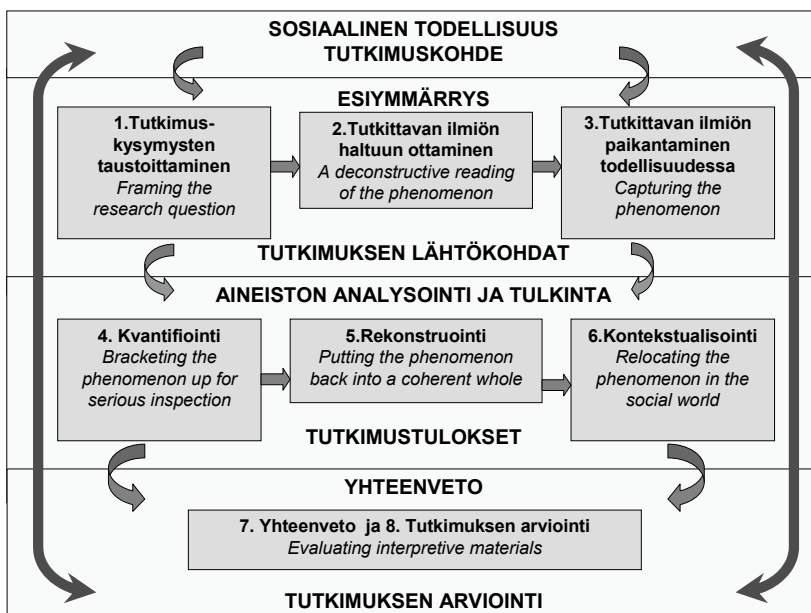 SOSIAALINEN TODELLISUUS
TUTKIMUSKOHDE
ESIYMMÄRRYS
1.Tutkimus-
kysymysten
taustoittaminen
Framing the
research question
2.Tutkittavan ilmiön
haltuun ottaminen
A deconstructive reading
of the phenomenon
3.Tutkittavan ilmiön
paikantaminen
todellisuudessa
Capturing the
phenomenon
TUTKIMUKSEN LÄHTÖKOHDAT
AINEISTON ANALYSOINTI JA TULKINTA
4. Kvantifiointi
Bracketing the
phenomenon up for
serious inspection
5.Rekonstruointi
Putting the phenomenon
back into a coherent whole
6.Kontekstualisointi
Relocating the
phenomenon in the
social world
TUTKIMUSTULOKSET
YHTEENVETO
7. Yhteenveto ja 8. Tutkimuksen arviointi
Evaluating interpretive materials
TUTKIMUKSEN ARVIOINTI